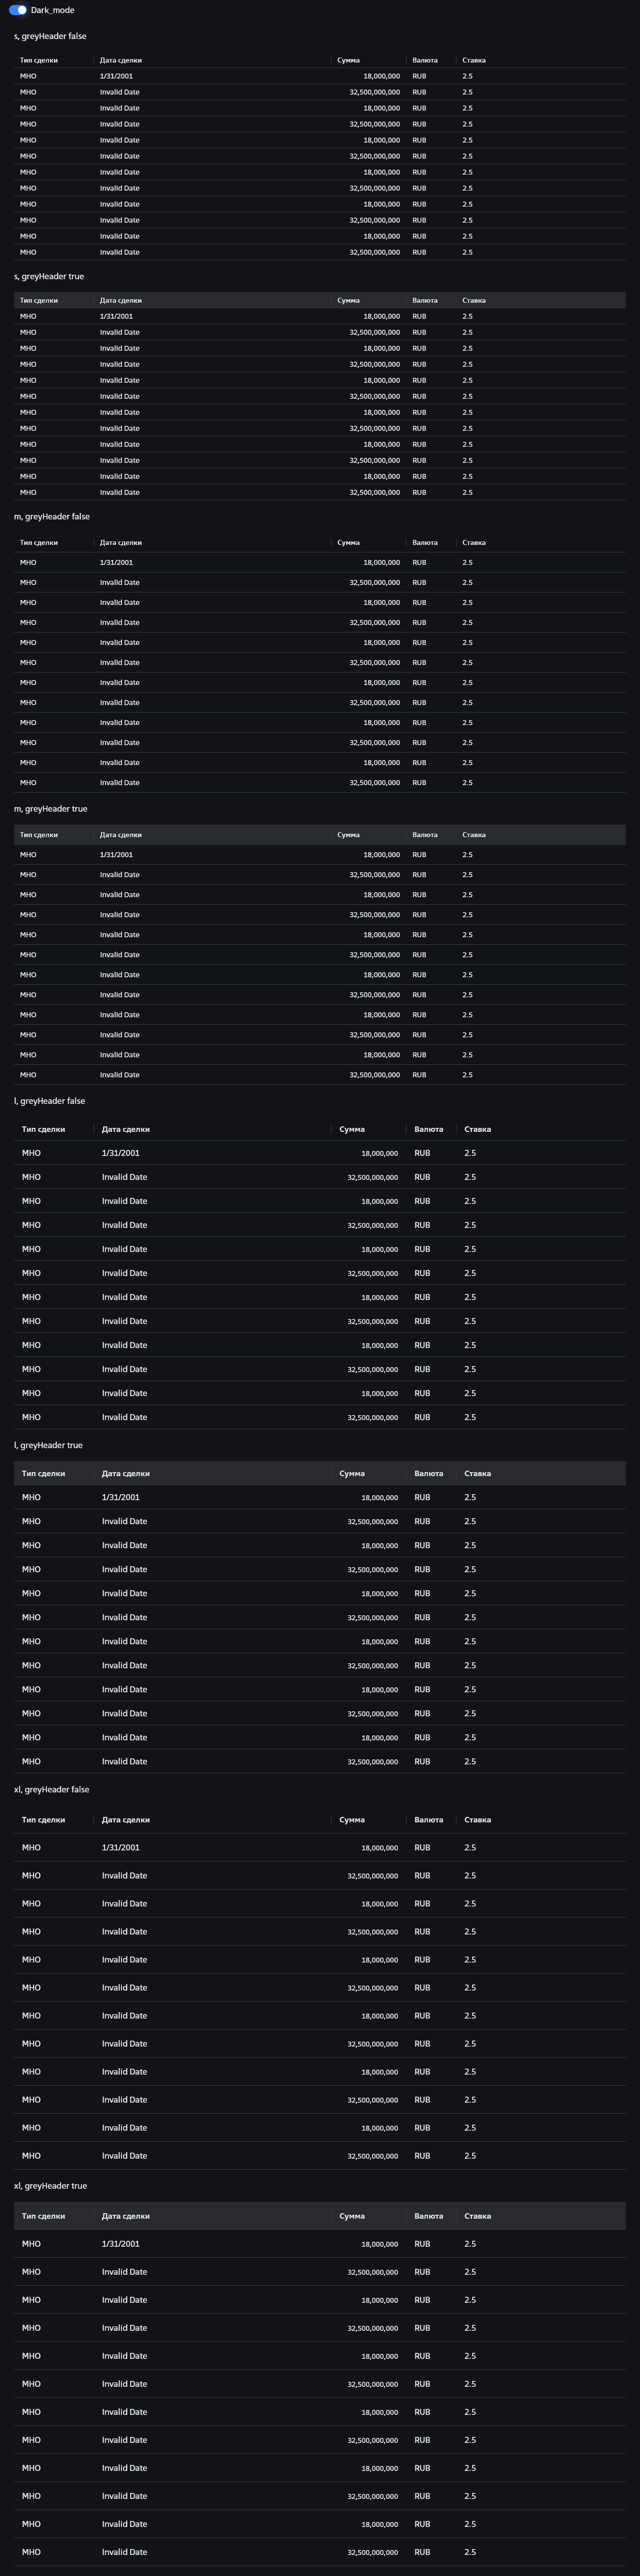 Dark_mode
s, greyHeader false
Тип сделки Дата сделки Сумма Валюта Ставка
МНО 1/31/2001 18,000,000 RUB 2.5
МНО Invalid Date 32,500,000,000 RUB 2.5
МНО Invalid Date 18,000,000 RUB 2.5
МНО Invalid Date 32,500,000,000 RUB 2.5
МНО Invalid Date 18,000,000 RUB 2.5
МНО Invalid Date 32,500,000,000 RUB 2.5
МНО Invalid Date 18,000,000 RUB 2.5
МНО Invalid Date 32,500,000,000 RUB 2.5
МНО Invalid Date 18,000,000 RUB 2.5
МНО Invalid Date 32,500,000,000 RUB 2.5
МНО Invalid Date 18,000,000 RUB 2.5
МНО Invalid Date 32,500,000,000 RUB 2.5
s, greyHeader true
Тип сделки Дата сделки Сумма Валюта Ставка
МНО 1/31/2001 18,000,000 RUB 2.5
МНО Invalid Date 32,500,000,000 RUB 2.5
МНО Invalid Date 18,000,000 RUB 2.5
МНО Invalid Date 32,500,000,000 RUB 2.5
МНО Invalid Date 18,000,000 RUB 2.5
МНО Invalid Date 32,500,000,000 RUB 2.5
МНО Invalid Date 18,000,000 RUB 2.5
МНО Invalid Date 32,500,000,000 RUB 2.5
МНО Invalid Date 18,000,000 RUB 2.5
МНО Invalid Date 32,500,000,000 RUB 2.5
МНО Invalid Date 18,000,000 RUB 2.5
МНО Invalid Date 32,500,000,000 RUB 2.5
m, greyHeader false
Тип сделки Дата сделки Сумма Валюта Ставка
МНО 1/31/2001 18,000,000 RUB 2.5
МНО Invalid Date 32,500,000,000 RUB 2.5
МНО Invalid Date 18,000,000 RUB 2.5
МНО Invalid Date 32,500,000,000 RUB 2.5
МНО Invalid Date 18,000,000 RUB 2.5
МНО Invalid Date 32,500,000,000 RUB 2.5
МНО Invalid Date 18,000,000 RUB 2.5
МНО Invalid Date 32,500,000,000 RUB 2.5
МНО Invalid Date 18,000,000 RUB 2.5
МНО Invalid Date 32,500,000,000 RUB 2.5
МНО Invalid Date 18,000,000 RUB 2.5
МНО Invalid Date 32,500,000,000 RUB 2.5
m, greyHeader true
Тип сделки Дата сделки Сумма Валюта Ставка
МНО 1/31/2001 18,000,000 RUB 2.5
МНО Invalid Date 32,500,000,000 RUB 2.5
МНО Invalid Date 18,000,000 RUB 2.5
МНО Invalid Date 32,500,000,000 RUB 2.5
МНО Invalid Date 18,000,000 RUB 2.5
МНО Invalid Date 32,500,000,000 RUB 2.5
МНО Invalid Date 18,000,000 RUB 2.5
МНО Invalid Date 32,500,000,000 RUB 2.5
МНО Invalid Date 18,000,000 RUB 2.5
МНО Invalid Date 32,500,000,000 RUB 2.5
МНО Invalid Date 18,000,000 RUB 2.5
МНО Invalid Date 32,500,000,000 RUB 2.5
l, greyHeader false
Тип сделки Дата сделки Сумма Валюта Ставка
МНО 1/31/2001 18,000,000 RUB 2.5
МНО Invalid Date 32,500,000,000 RUB 2.5
МНО Invalid Date 18,000,000 RUB 2.5
МНО Invalid Date 32,500,000,000 RUB 2.5
МНО Invalid Date 18,000,000 RUB 2.5
МНО Invalid Date 32,500,000,000 RUB 2.5
МНО Invalid Date 18,000,000 RUB 2.5
МНО Invalid Date 32,500,000,000 RUB 2.5
МНО Invalid Date 18,000,000 RUB 2.5
МНО Invalid Date 32,500,000,000 RUB 2.5
МНО Invalid Date 18,000,000 RUB 2.5
МНО Invalid Date 32,500,000,000 RUB 2.5
l, greyHeader true
Тип сделки Дата сделки Сумма Валюта Ставка
МНО 1/31/2001 18,000,000 RUB 2.5
МНО Invalid Date 32,500,000,000 RUB 2.5
МНО Invalid Date 18,000,000 RUB 2.5
МНО Invalid Date 32,500,000,000 RUB 2.5
МНО Invalid Date 18,000,000 RUB 2.5
МНО Invalid Date 32,500,000,000 RUB 2.5
МНО Invalid Date 18,000,000 RUB 2.5
МНО Invalid Date 32,500,000,000 RUB 2.5
МНО Invalid Date 18,000,000 RUB 2.5
МНО Invalid Date 32,500,000,000 RUB 2.5
МНО Invalid Date 18,000,000 RUB 2.5
МНО Invalid Date 32,500,000,000 RUB 2.5
xl, greyHeader false
Тип сделки Дата сделки Сумма Валюта Ставка
МНО 1/31/2001 18,000,000 RUB 2.5
МНО Invalid Date 32,500,000,000 RUB 2.5
МНО Invalid Date 18,000,000 RUB 2.5
МНО Invalid Date 32,500,000,000 RUB 2.5
МНО Invalid Date 18,000,000 RUB 2.5
МНО Invalid Date 32,500,000,000 RUB 2.5
МНО Invalid Date 18,000,000 RUB 2.5
МНО Invalid Date 32,500,000,000 RUB 2.5
МНО Invalid Date 18,000,000 RUB 2.5
МНО Invalid Date 32,500,000,000 RUB 2.5
МНО Invalid Date 18,000,000 RUB 2.5
МНО Invalid Date 32,500,000,000 RUB 2.5
xl, greyHeader true
Тип сделки Дата сделки Сумма Валюта Ставка
МНО 1/31/2001 18,000,000 RUB 2.5
МНО Invalid Date 32,500,000,000 RUB 2.5
МНО Invalid Date 18,000,000 RUB 2.5
МНО Invalid Date 32,500,000,000 RUB 2.5
МНО Invalid Date 18,000,000 RUB 2.5
МНО Invalid Date 32,500,000,000 RUB 2.5
МНО Invalid Date 18,000,000 RUB 2.5
МНО Invalid Date 32,500,000,000 RUB 2.5
МНО Invalid Date 18,000,000 RUB 2.5
МНО Invalid Date 32,500,000,000 RUB 2.5
МНО Invalid Date 18,000,000 RUB 2.5
МНО Invalid Date 32,500,000,000 RUB 2.5